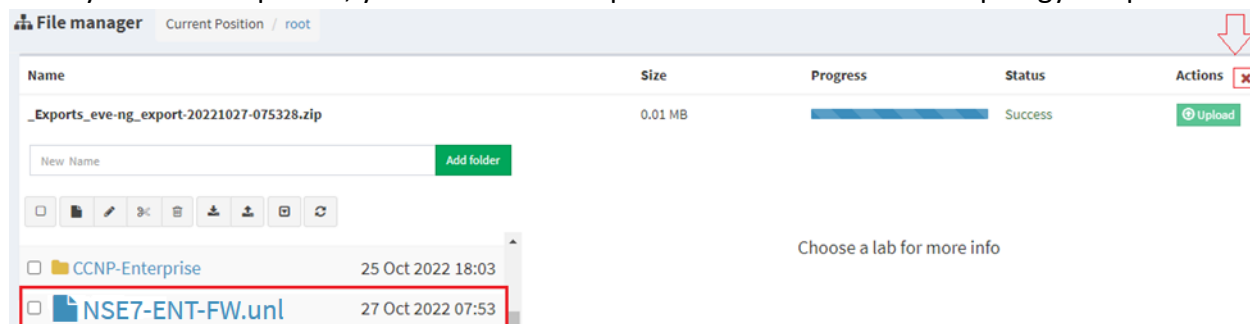 File manager Current Position / root
Name Size Progress Status Actions
_Exports_eve-ng_export-20221027-075328.zip 0.01 MB Success Upload
New Name Add folder
Choose a lab for more info
CCNP-Enterprise 25 Oct 2022 18:03
NSE7-ENT-FW.unl 27 Oct 2022 07:53